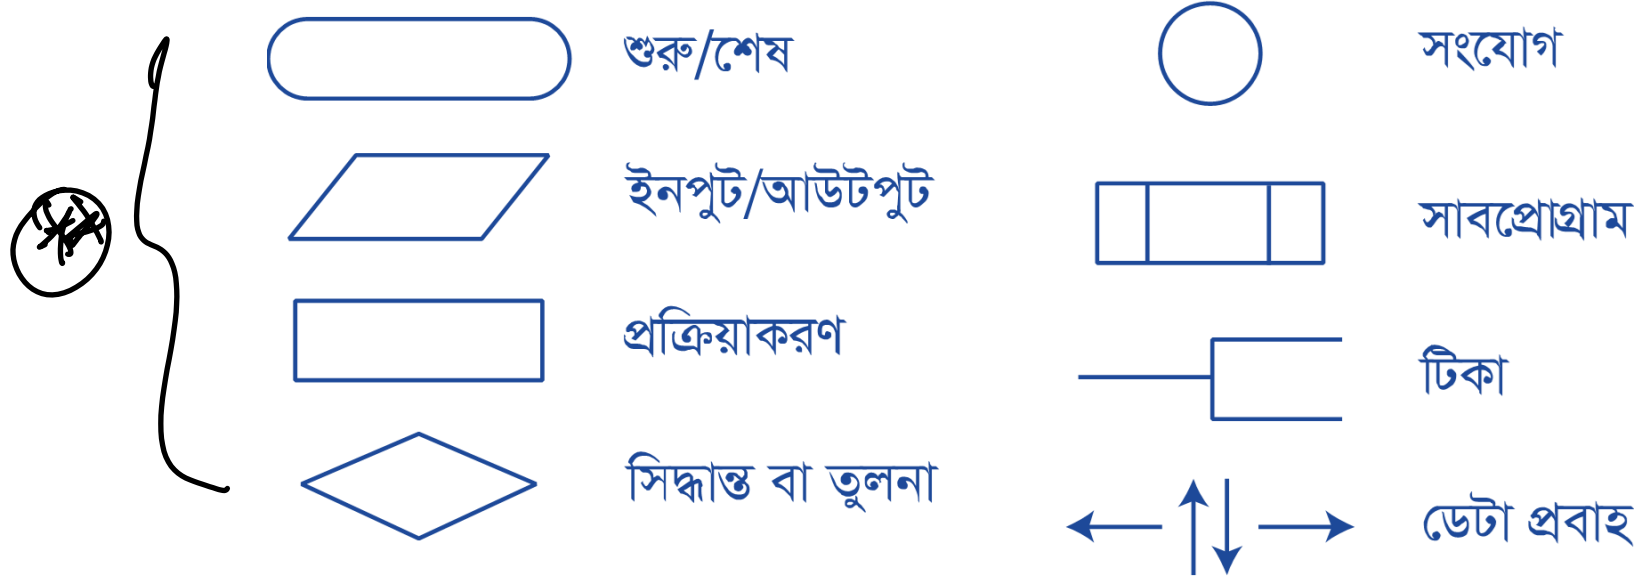 শুরু/শেষ
ইনপুট/আউটপুট
প্রক্রিয়াকরণ
সিদ্ধান্ত বা তুলনা
সংযোগ
সাবপ্রোগ্রাম
টিকা
ডেটা প্রবাহ